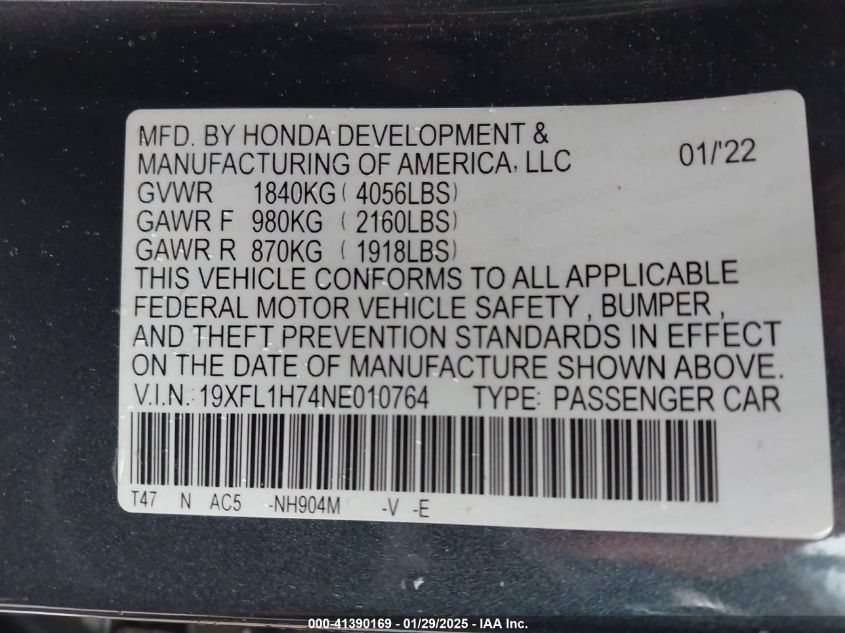 MFD. BY HONDA DEVELOPMENT &
MANUFACTURING OF AMERICA, LLC 01/'22
GVWR 1840KG ( 4056LBS)
GAWR F 980KG ( 2160LBS)
GAWR R 870KG ( 1918LBS)
THIS VEHICLE CONFORMS TO ALL APPLICABLE
FEDERAL MOTOR VEHICLE SAFETY , BUMPER ,
AND THEFT PREVENTION STANDARDS IN EFFECT
ON THE DATE OF MANUFACTURE SHOWN ABOVE.
V.I.N.: 19XFL1H74NE010764 TYPE: PASSENGER CAR
T47 N AC5 -NH904M -V -E
000-41390169 - 01/29/2025 - IAA Inc.